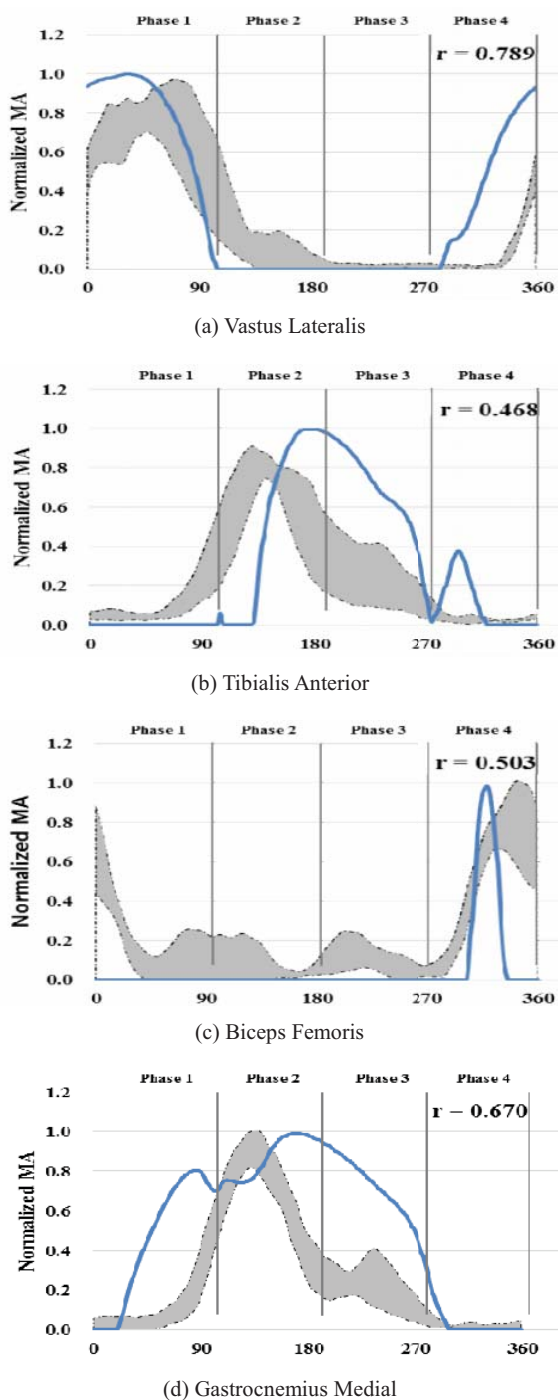 Phase 1 Phase 2 Phase 3 Phase 4
r = 0.789
Normalized MA
1.2
1.0
0.8
0.6
0.4
0.2
0.0
0 90 180 270 360
(a) Vastus Lateralis
Phase 1 Phase 2 Phase 3 Phase 4
r = 0.468
Normalized MA
1.2
1.0
0.8
0.6
0.4
0.2
0.0
0 90 180 270 360
(b) Tibialis Anterior
Phase 1 Phase 2 Phase 3 Phase 4
r = 0.503
Normalized MA
1.2
1.0
0.8
0.6
0.4
0.2
0.0
0 90 180 270 360
(c) Biceps Femoris
Phase 1 Phase 2 Phase 3 Phase 4
r – 0.670
Normalized MA
1.2
1.0
0.8
0.6
0.4
0.2
0.0
0 90 180 270 360
(d) Gastrocnemius Medial